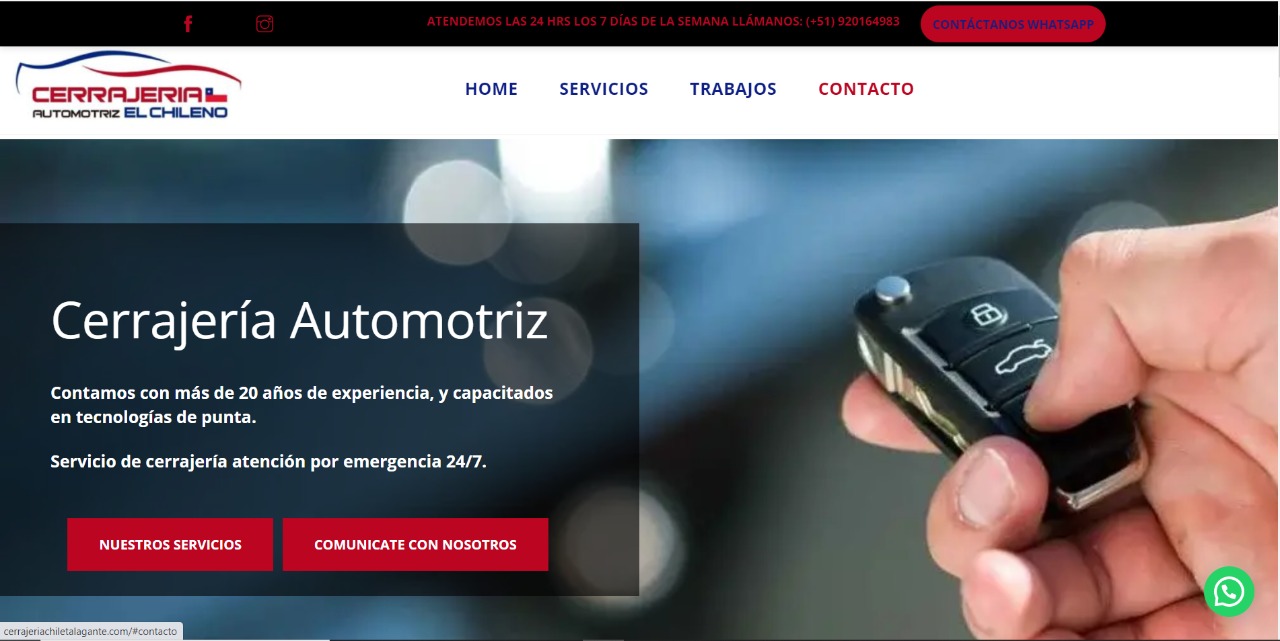 ATENDEMOS LAS 24 HRS LOS 7 DÍAS DE LA SEMANA LLÁMANOS: (+51) 920164983
CONTÁCTANOS WHATSAPP
CERRAJERIA
AUTOMOTRIZ EL CHILENO
HOME SERVICIOS TRABAJOS CONTACTO
Cerrajería Automotriz
Contamos con más de 20 años de experiencia, y capacitados
en tecnologías de punta.
Servicio de cerrajería atención por emergencia 24/7.
NUESTROS SERVICIOS
COMUNICATE CON NOSOTROS
cerrajeriachiletalagante.com/#contacto